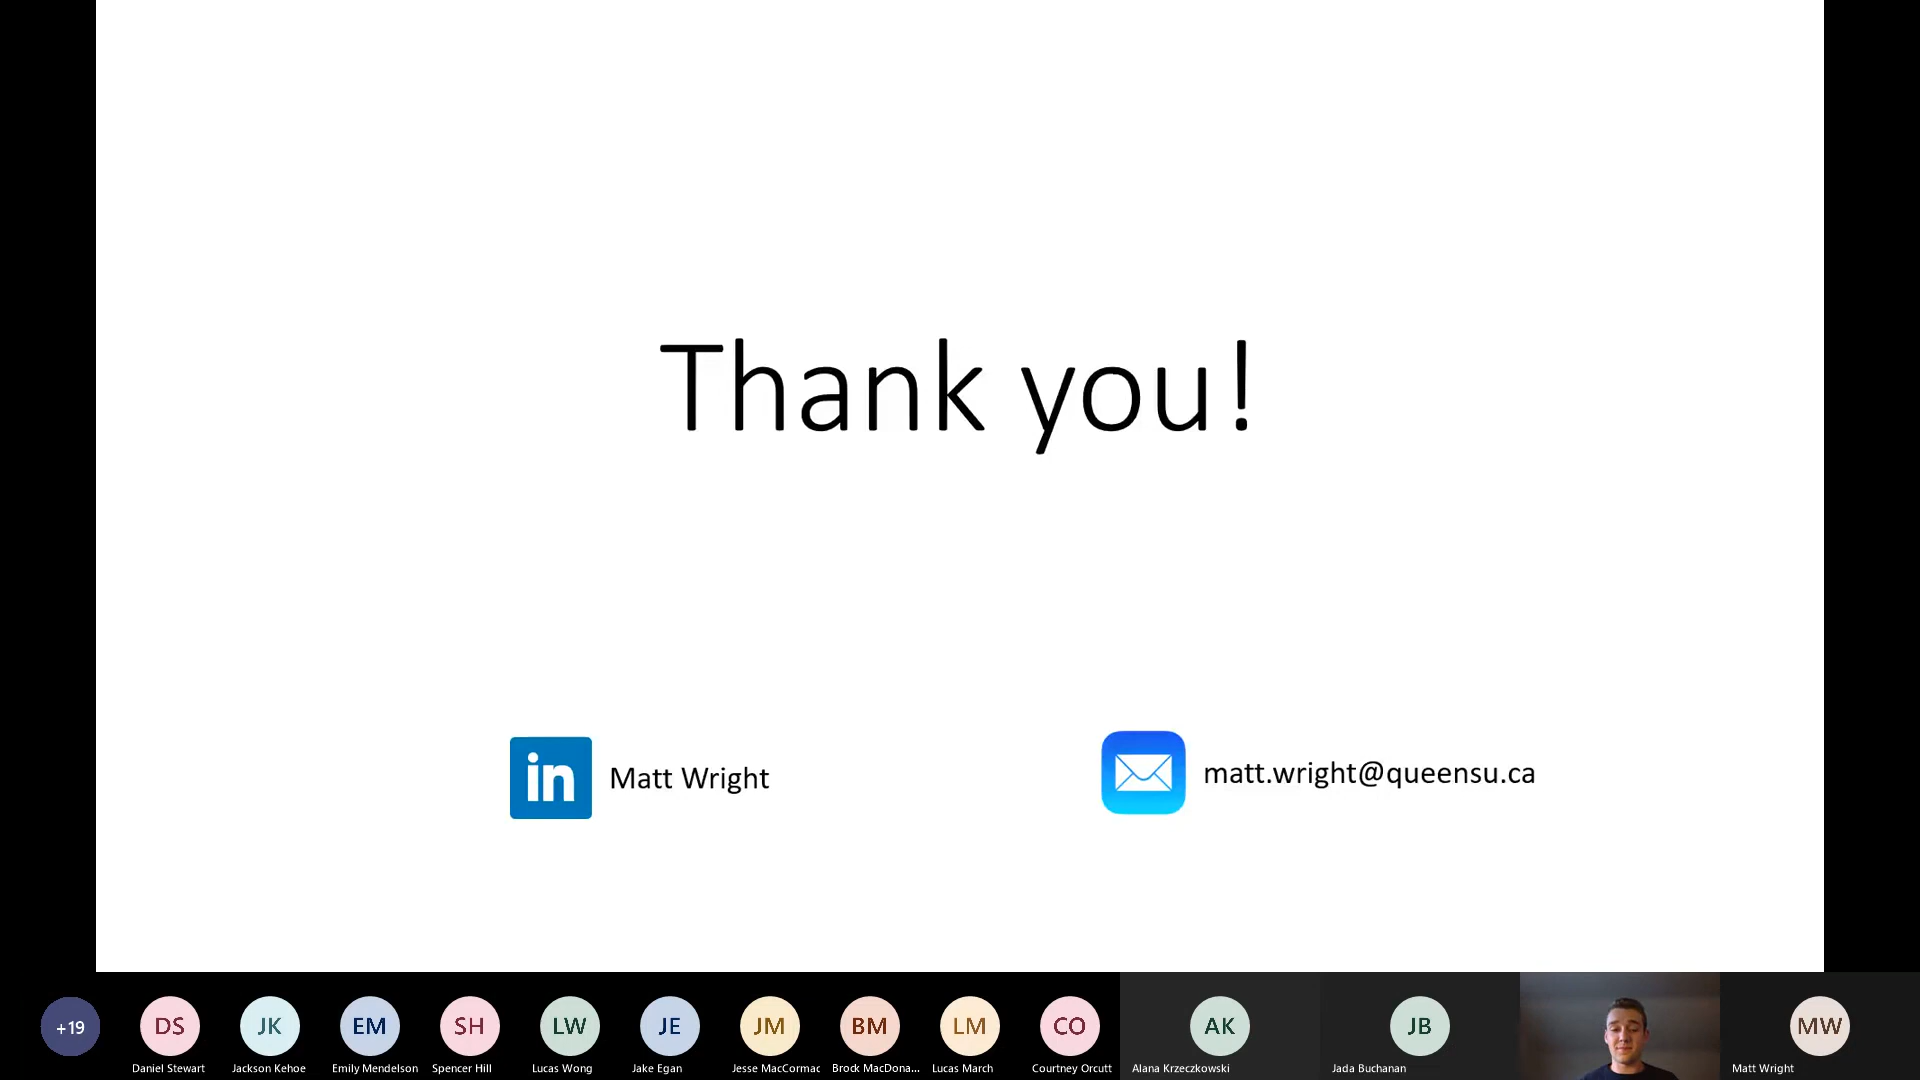 Thank you!
in Matt Wright
matt.wright@queensu.ca
+19 DS JK EM SH LW JE JM BM LM CO AK JB MW
Daniel Stewart Jackson Kehoe Emily Mendelson Spencer Hill Lucas Wong Jake Egan Jesse MacCormac Brock MacDona... Lucas March Courtney Orcutt Alana Krzeczkowski Jada Buchanan Matt Wright